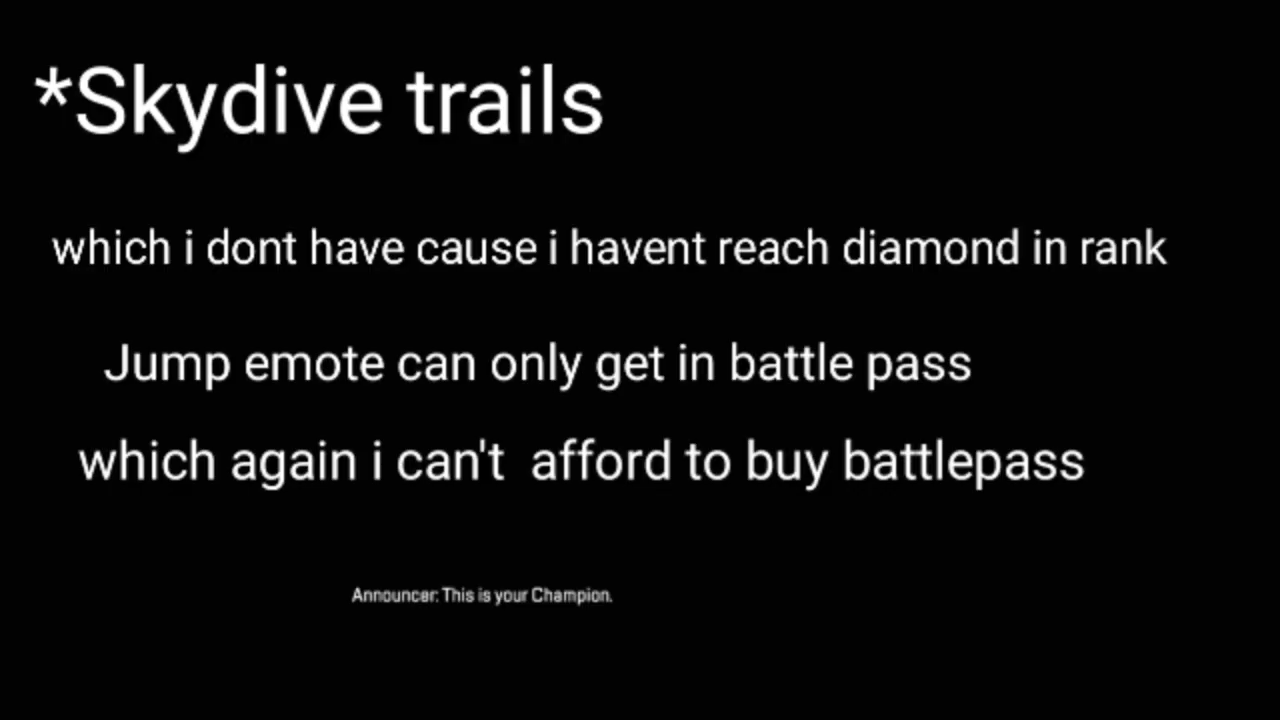 *Skydive trails
which i dont have cause i havent reach diamond in rank
Jump emote can only get in battle pass
which again i can't  afford to buy battlepass
Announcer: This is your Champion.